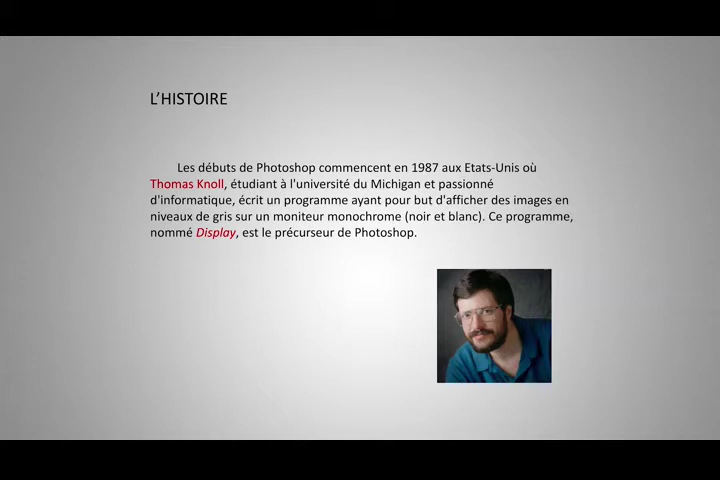 L’HISTOIRE
Les débuts de Photoshop commencent en 1987 aux Etats-Unis où
Thomas Knoll, étudiant à l'université du Michigan et passionné
d'informatique, écrit un programme ayant pour but d'afficher des images en
niveaux de gris sur un moniteur monochrome (noir et blanc). Ce programme,
nommé Display, est le précurseur de Photoshop.